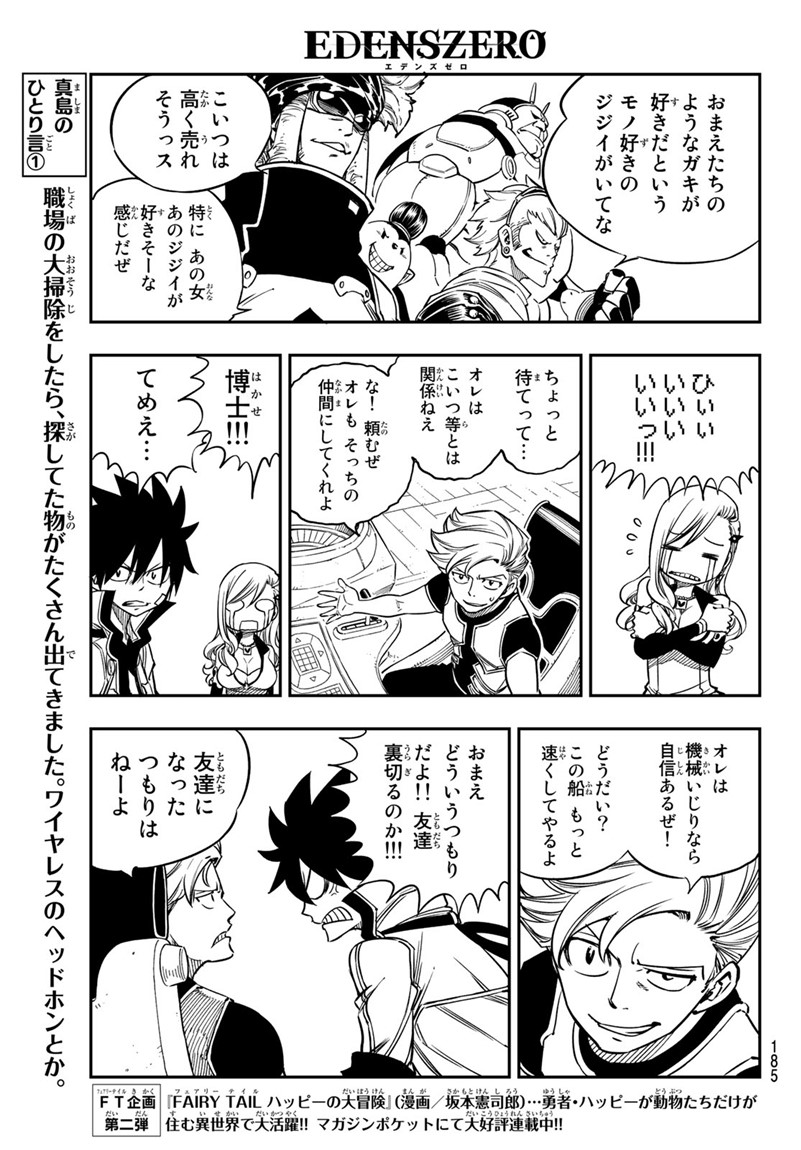 EDENSZERO
エデンズゼロ
おまえたちの
ようなガキが
好きだという
モノ好きの
ジジイがいてな
こいつは
高く売れ
そうっス
特に あの女
あのジジイが
好きそーな
感じだぜ
ひぃぃ
いいい
いいっ!!!
ちょっと
待てって…
オレは
こいつ等とは
関係ねえ
な! 頼むぜ
オレも そっちの
仲間にしてくれよ
博士!!!
てめえ…
オレは
機械いじりなら
自信あるぜ!
どうだい?
この船 もっと
速くしてやるよ
おまえ
どういうつもり
だよ!! 友達
裏切るのか!!!
友達に
なった
つもりは
ねーよ
真島の
ひとり言①
職場の大掃除をしたら、探してた物がたくさん出てきました。ワイヤレスのヘッドホンとか。
185
FT企画
第二弾
『FAIRY TAIL ハッピーの大冒険』(漫画/坂本憲司郎)…勇者・ハッピーが動物たちだけが
住む異世界で大活躍!! マガジンポケットにて大好評連載中!!